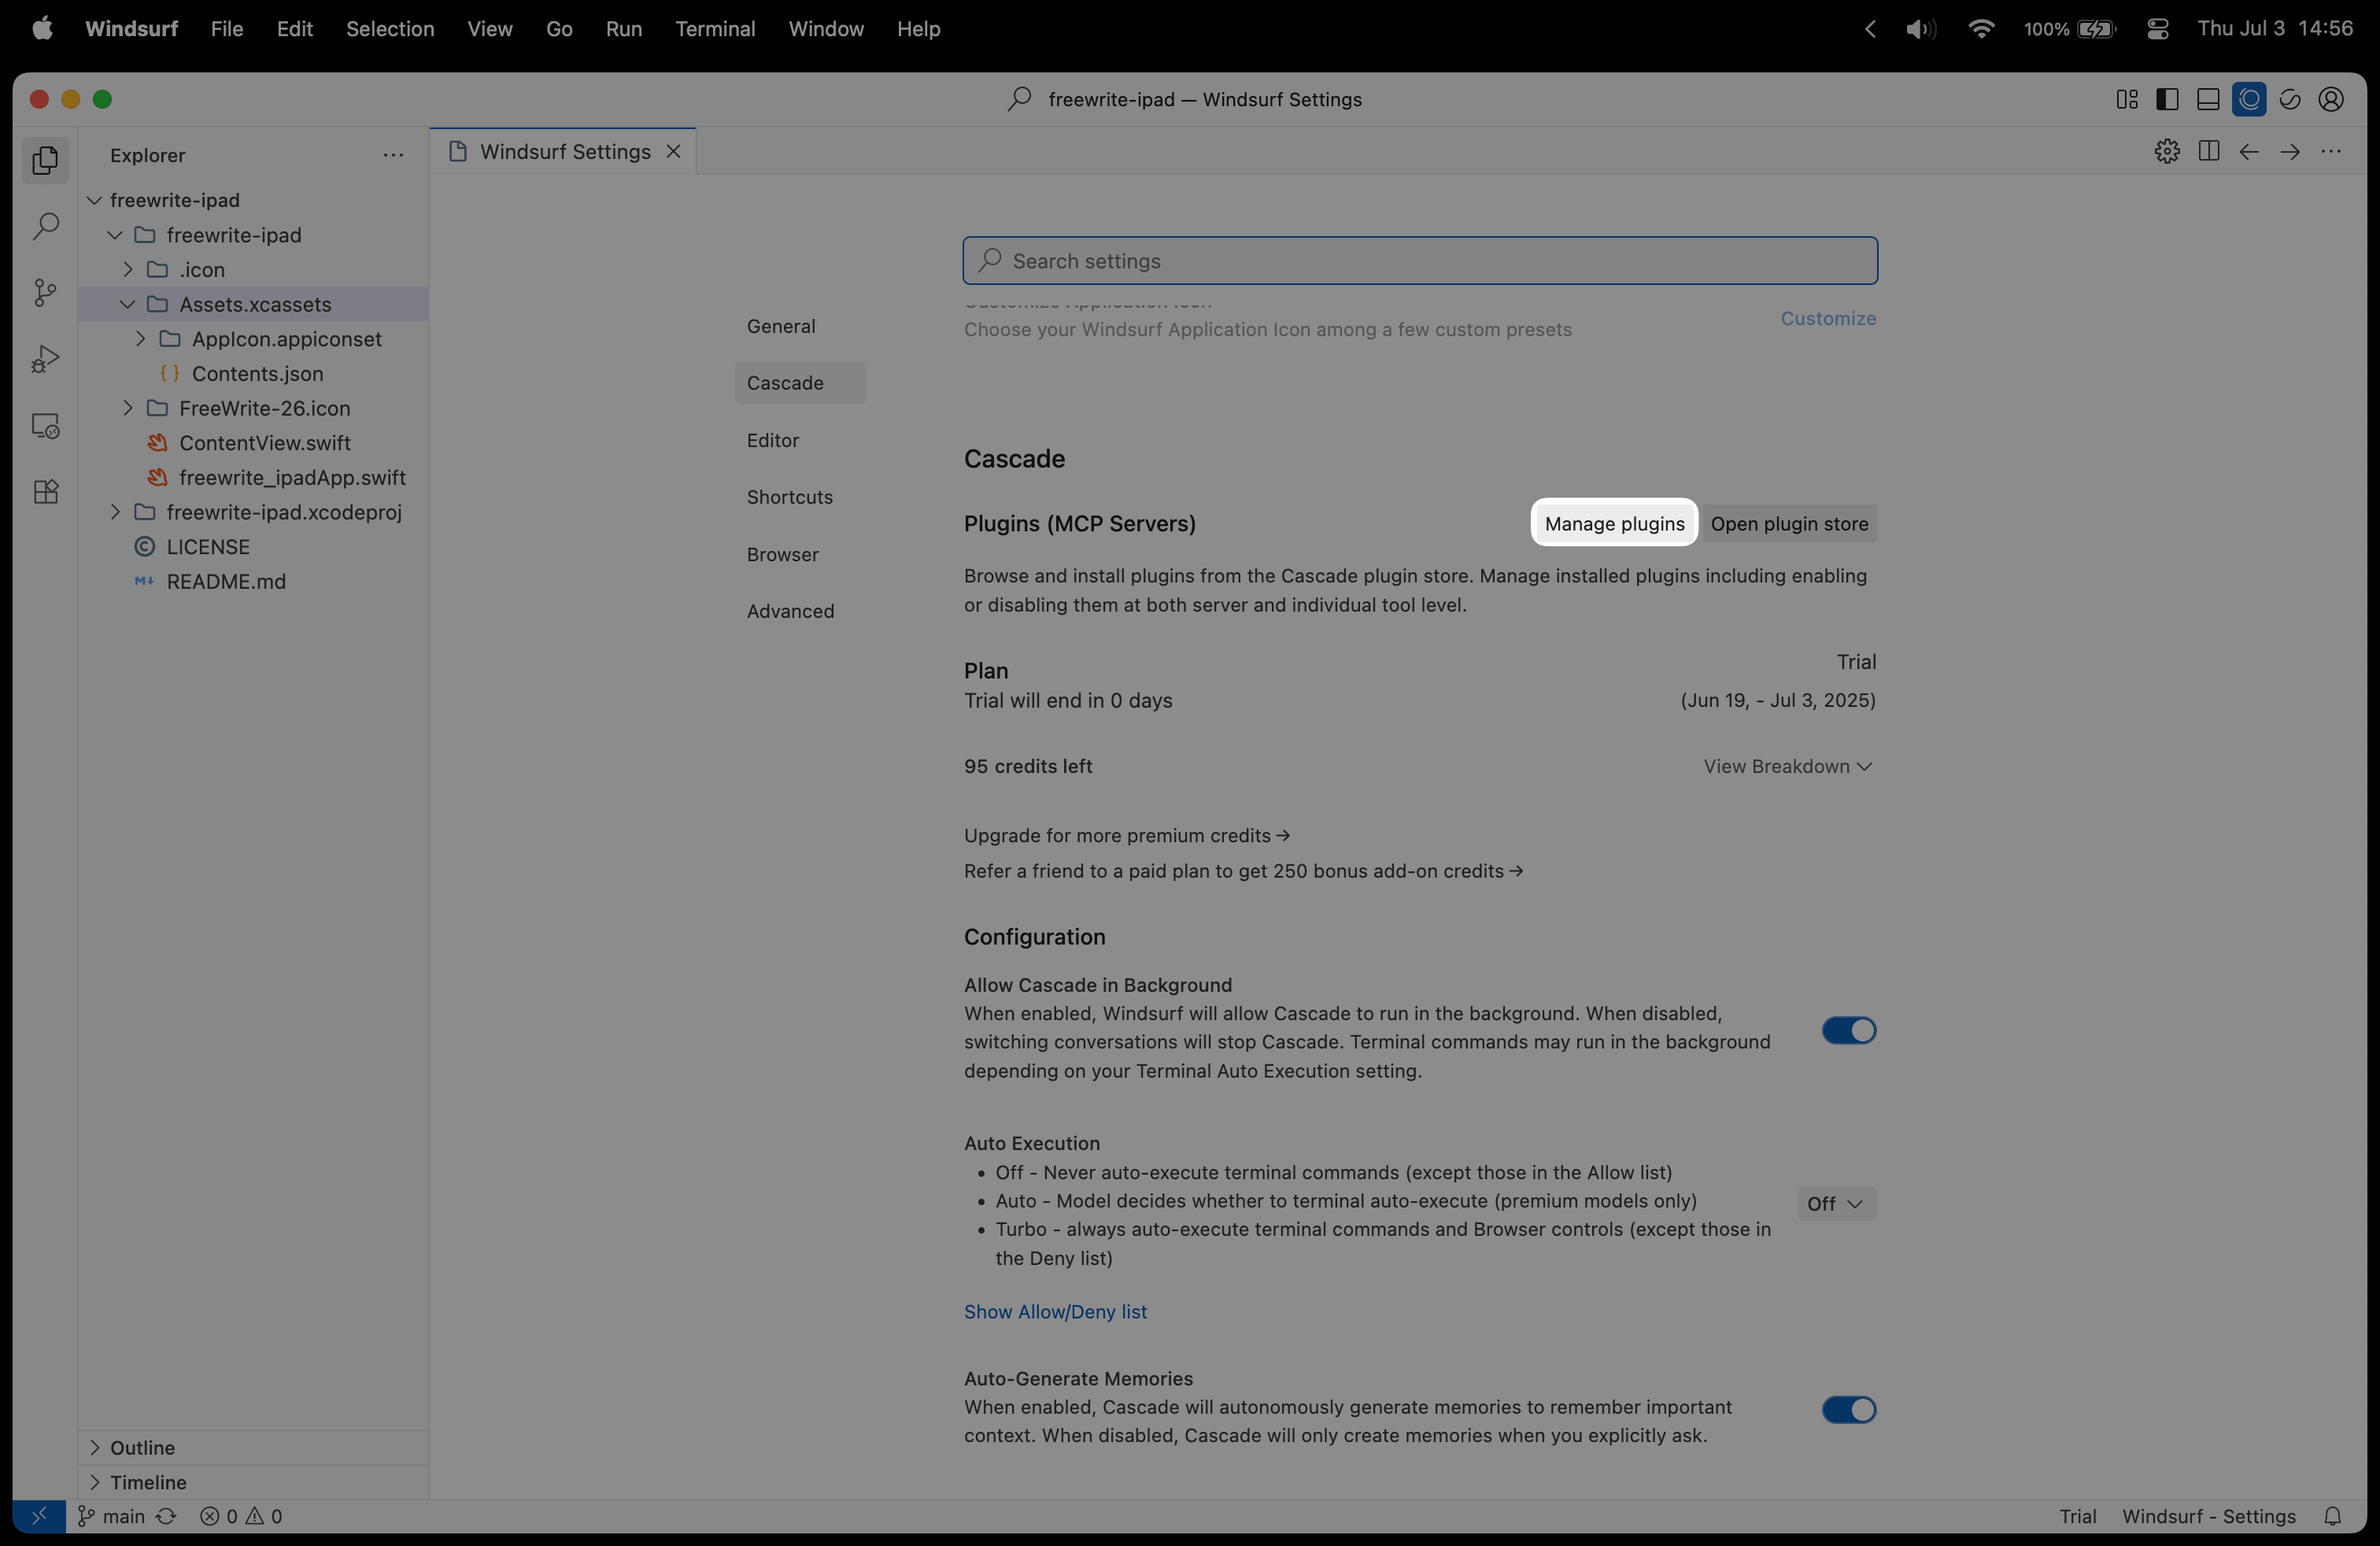 Windsurf File Edit Selection View Go Run Terminal Window Help 100% Thu Jul 3 14:56
freewrite-ipad — Windsurf Settings
Explorer
freewrite-ipad
freewrite-ipad
.icon
Assets.xcassets
AppIcon.appiconset
{ } Contents.json
FreeWrite-26.icon
ContentView.swift
freewrite_ipadApp.swift
freewrite-ipad.xcodeproj
LICENSE
README.md
Outline
Timeline
Windsurf Settings
Search settings
General
Cascade
Editor
Shortcuts
Browser
Advanced
Customize Application Icon
Choose your Windsurf Application Icon among a few custom presets
Customize
Cascade
Plugins (MCP Servers)
Manage plugins
Open plugin store
Browse and install plugins from the Cascade plugin store. Manage installed plugins including enabling
or disabling them at both server and individual tool level.
Plan
Trial
Trial will end in 0 days
(Jun 19, - Jul 3, 2025)
95 credits left
View Breakdown
Upgrade for more premium credits →
Refer a friend to a paid plan to get 250 bonus add-on credits →
Configuration
Allow Cascade in Background
When enabled, Windsurf will allow Cascade to run in the background. When disabled,
switching conversations will stop Cascade. Terminal commands may run in the background
depending on your Terminal Auto Execution setting.
Auto Execution
• Off - Never auto-execute terminal commands (except those in the Allow list)
• Auto - Model decides whether to terminal auto-execute (premium models only)
• Turbo - always auto-execute terminal commands and Browser controls (except those in
the Deny list)
Off
Show Allow/Deny list
Auto-Generate Memories
When enabled, Cascade will autonomously generate memories to remember important
context. When disabled, Cascade will only create memories when you explicitly ask.
main 0 0
Trial
Windsurf - Settings